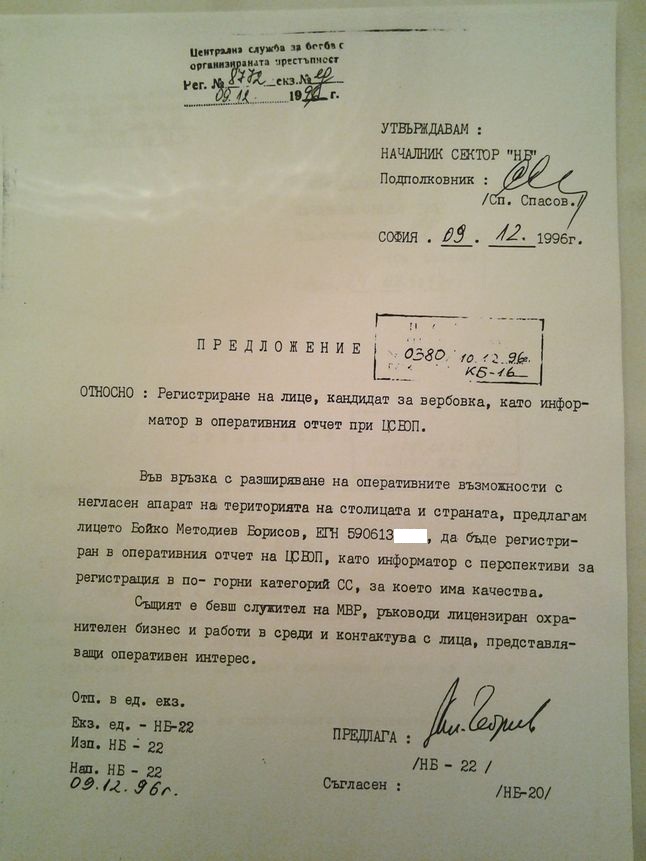 Централна служба за борба с
организираната престъпност
Рег. № 8772 екз.№ ед
09.12. 1996 г.
УТВЪРЖДАВАМ :
НАЧАЛНИК СЕКТОР "НБ"
Подполковник :
/Сп. Спасов./
СОФИЯ . 09 . 12. 1996г.
ПРЕДЛОЖЕНИЕ
0380 10.12.96.
КБ-16
ОТНОСНО : Регистриране на лице, кандидат за вербовка, като инфор-
матор в оперативния отчет при ЦСБОП.
Във връзка с разширяване на оперативните възможности с
негласен апарат на територията на столицата и страната, предлагам
лицето Бойко Методиев Борисов, ЕГН 590613 , да бъде регистри-
ран в оперативния отчет на ЦСБОП, като информатор с перспективи за
регистрация в по- горни категорий СС, за което има качества.
Същият е бевш служител на МВР, ръководи лицензиран охра-
нителен бизнес и работи в среди и контактува с лица, представля-
ващи оперативен интерес.
Отп. в ед. екз.
Екз. ед. - НБ-22
Изп. НБ - 22
Нап. НБ - 22
09.12.96г.
ПРЕДЛАГА :
/НБ - 22 /
Съгласен :
/НБ-20/